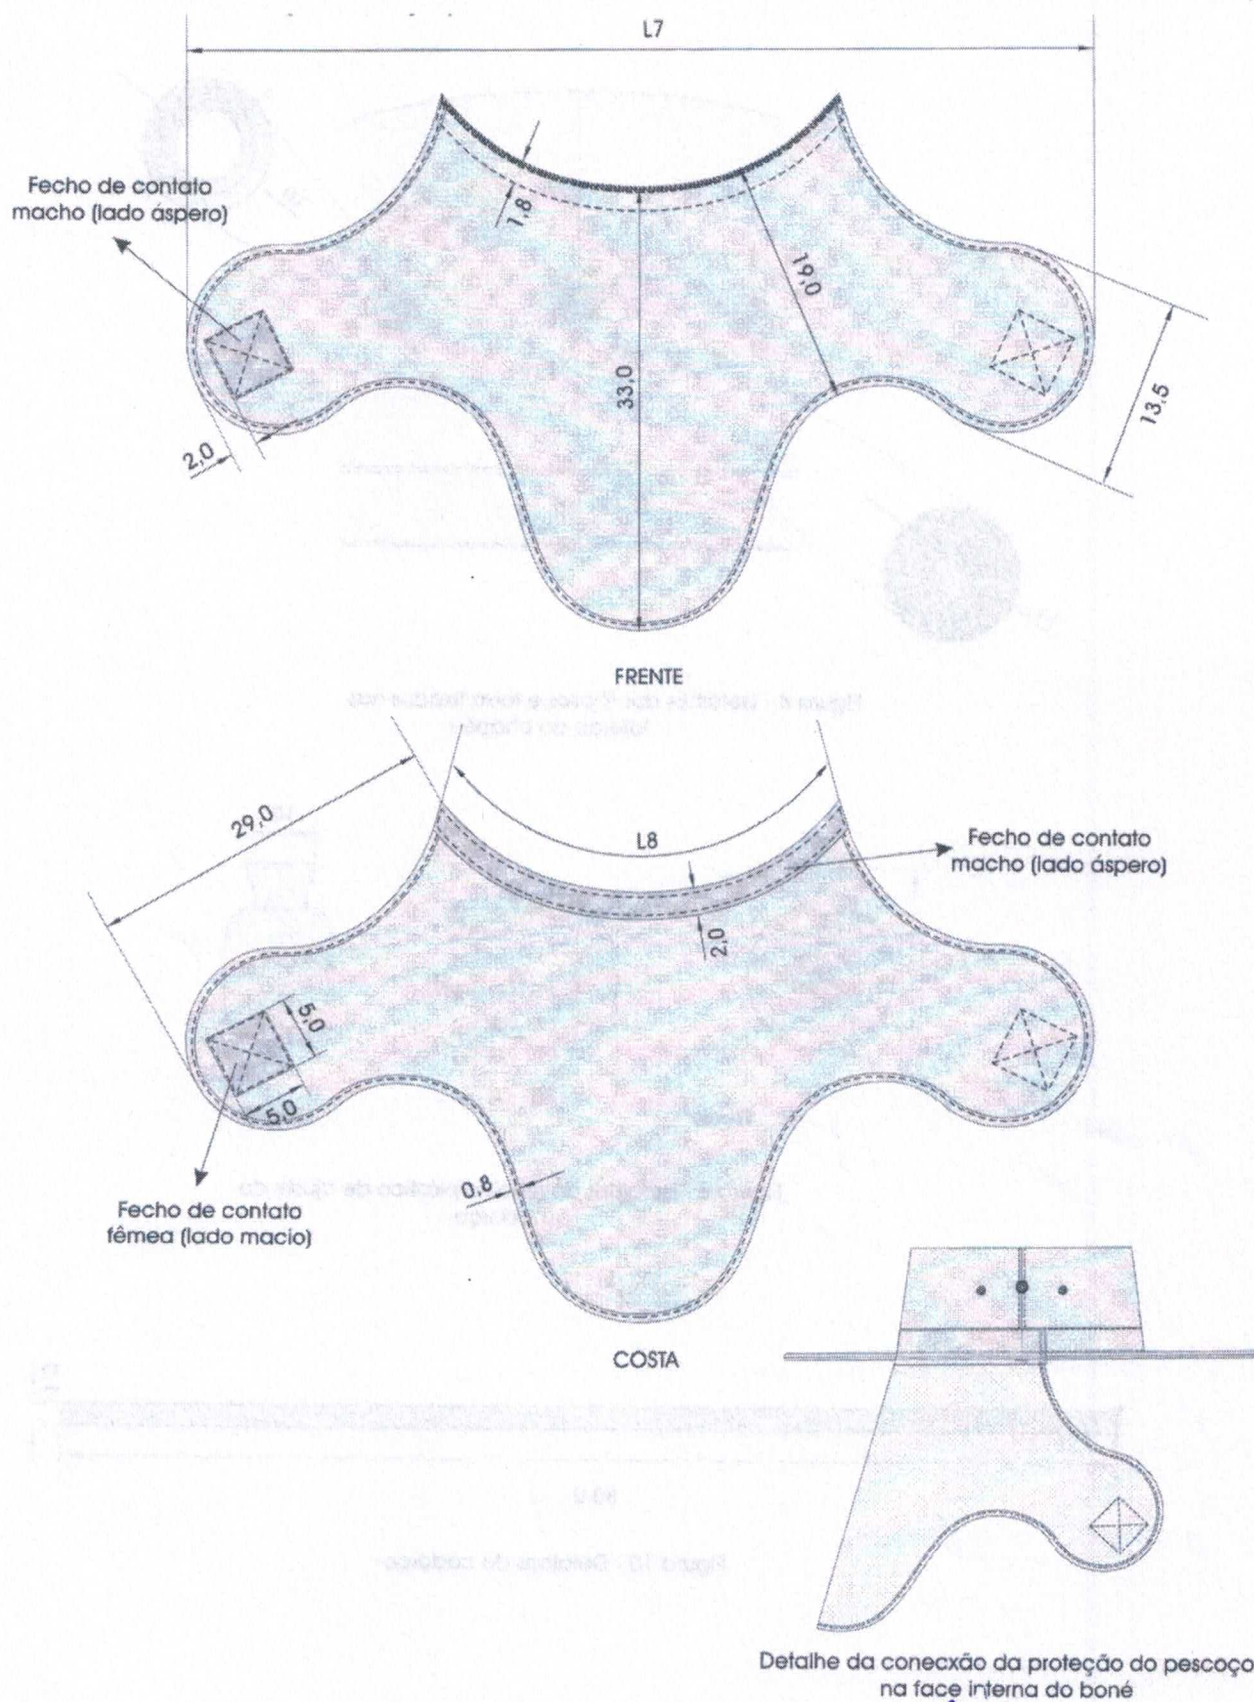 L7
Fecho de contato
macho (lado áspero)
1,8
19,0
33,0
13,5
2,0
FRENTE
29,0
L8
Fecho de contato
macho (lado áspero)
2,0
5,0
5,0
0,8
Fecho de contato
fêmea (lado macio)
COSTA
Detalhe da conecxão da proteção do pescoço
na face interna do boné